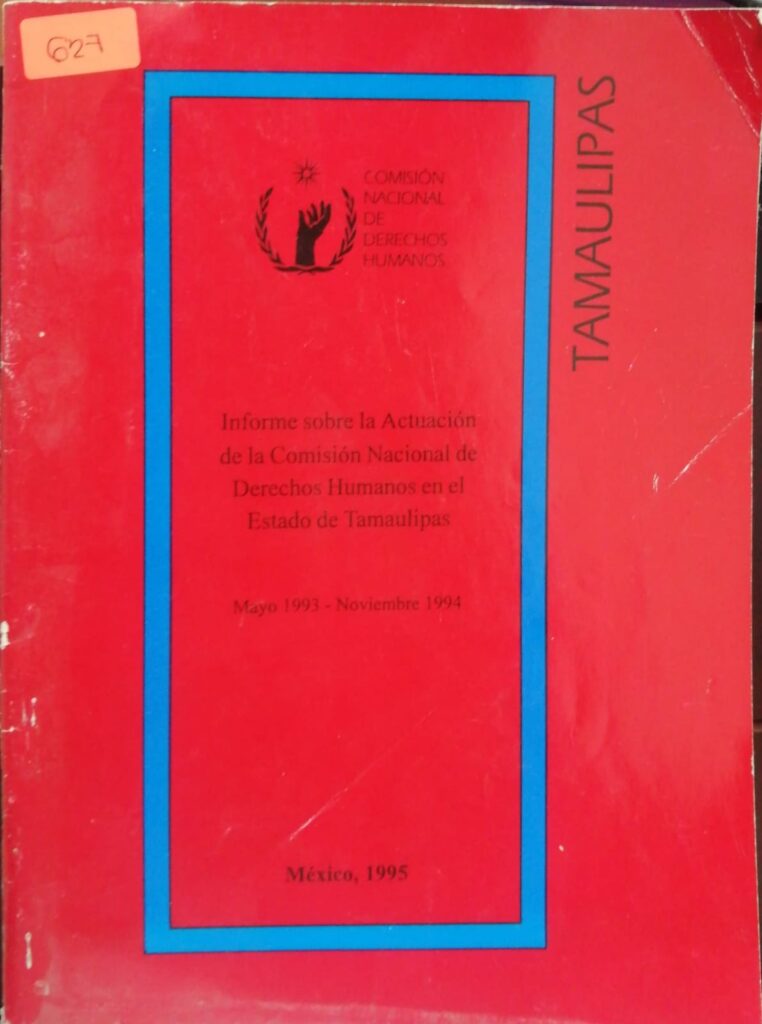 627
TAMAULIPAS
COMISIÓN
NACIONAL
DE
DERECHOS
HUMANOS
Informe sobre la Actuación
de la Comisión Nacional de
Derechos Humanos en el
Estado de Tamaulipas
Mayo 1993 - Noviembre 1994
México, 1995